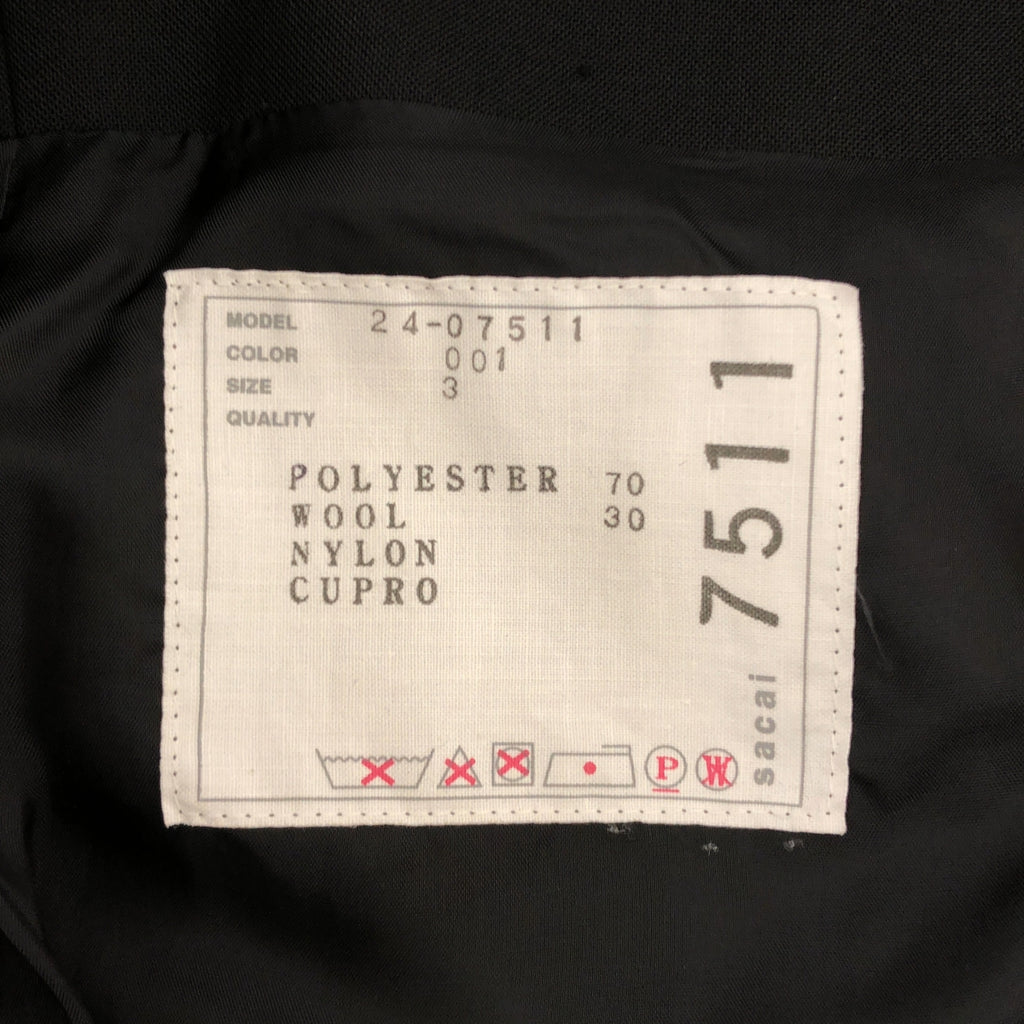 MODEL 24-07511
COLOR 001
SIZE 3
QUALITY
POLYESTER 70
WOOL 30
NYLON
CUPRO
P W
sacai 7511